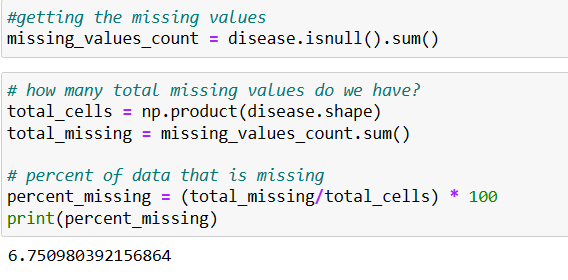 #getting the missing values
missing_values_count = disease.isnull().sum()
# how many total missing values do we have?
total_cells = np.product(disease.shape)
total_missing = missing_values_count.sum()
# percent of data that is missing
percent_missing = (total_missing/total_cells) * 100
print(percent_missing)
6.750980392156864